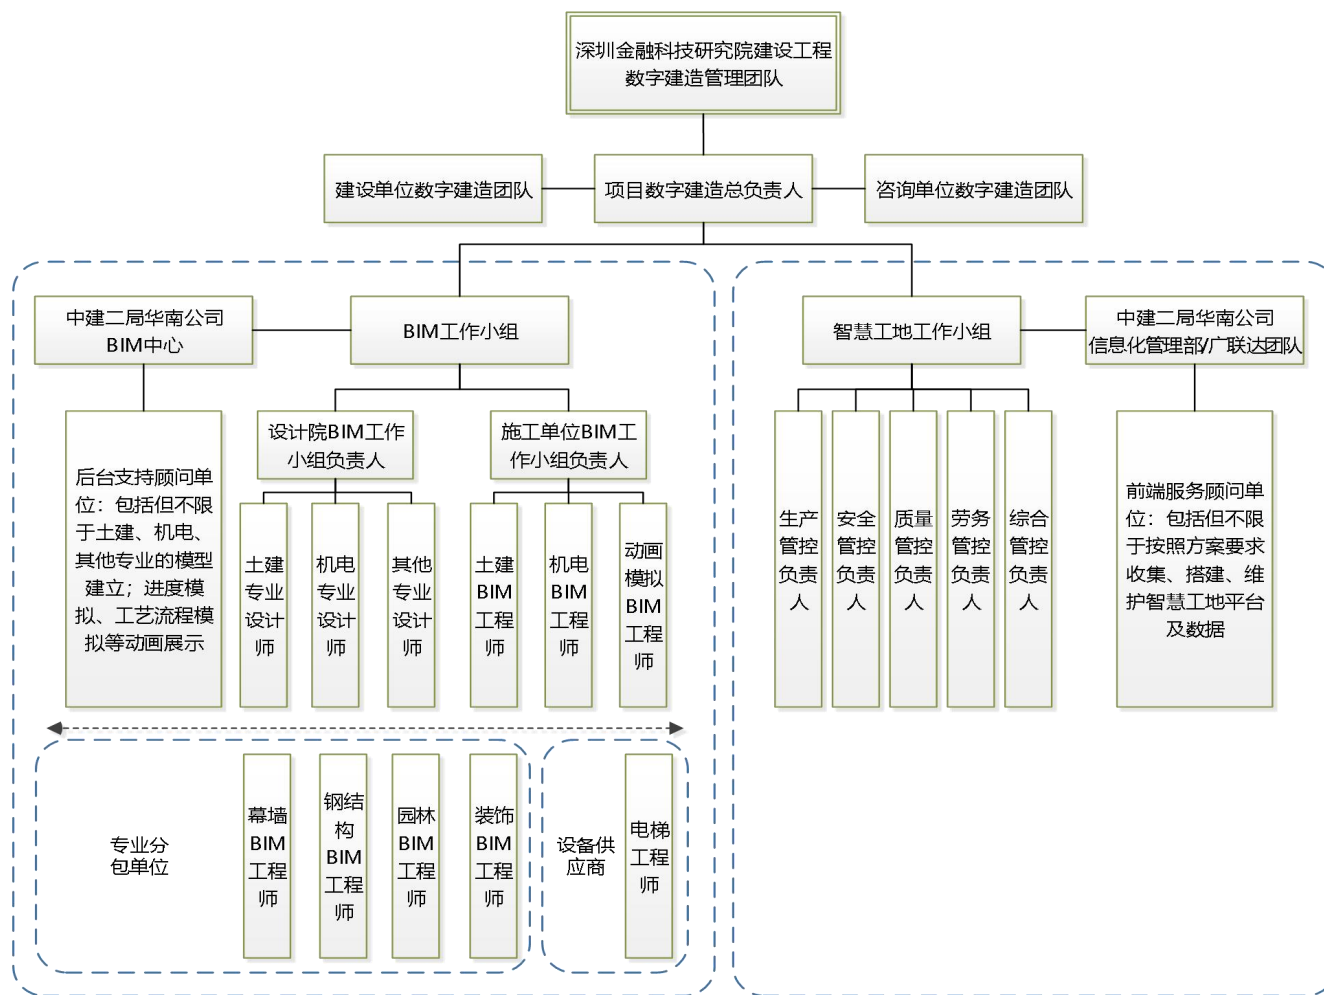 深圳金融科技研究院建设工程
数字建造管理团队
建设单位数字建造团队
项目数字建造总负责人
咨询单位数字建造团队
中建二局华南公司
BIM中心
BIM工作小组
智慧工地工作小组
中建二局华南公司
信息化管理部/广联达团队
后台支持顾问单
位：包括但不限
于土建、机电、
其他专业的模型
建立；进度模
拟、工艺流程模
拟等动画展示
设计院BIM工作
小组负责人
施工单位BIM工
作小组负责人
土建
专业
设计
师
机电
专业
设计
师
其他
专业
设计
师
土建
BIM
工程
师
机电
BIM
工程
师
动画
模拟
BIM
工程
师
生产
管控
负责
人
安全
管控
负责
人
质量
管控
负责
人
劳务
管控
负责
人
综合
管控
负责
人
前端服务顾问单
位：包括但不限
于按照方案要求
收集、搭建、维
护智慧工地平台
及数据
专业分
包单位
幕墙
BIM
工程
师
钢结
构
BIM
工程
师
园林
BIM
工程
师
装饰
BIM
工程
师
设备供
应商
电梯
工程
师